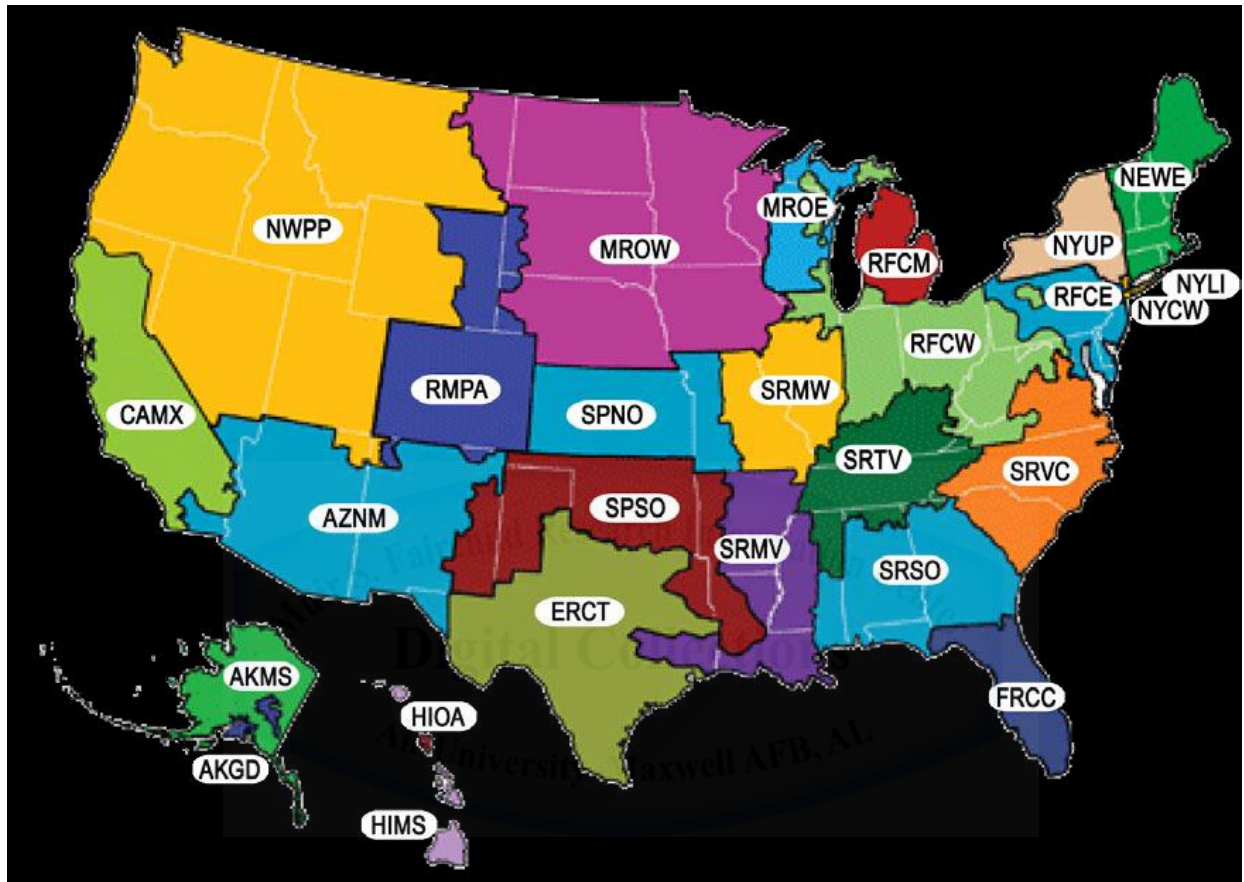 NEWE
MROE
NWPP
MROW
NYUP
RFCM
NYLI
RFCE
NYCW
RFCW
RMPA
SRMW
CAMX
SPNO
SRTV
SRVC
SPSO
AZNM
SRMV
SRSO
ERCT
Digital Collections
AKMS
FRCC
HIOA
Air University, Maxwell AFB, AL
AKGD
HIMS